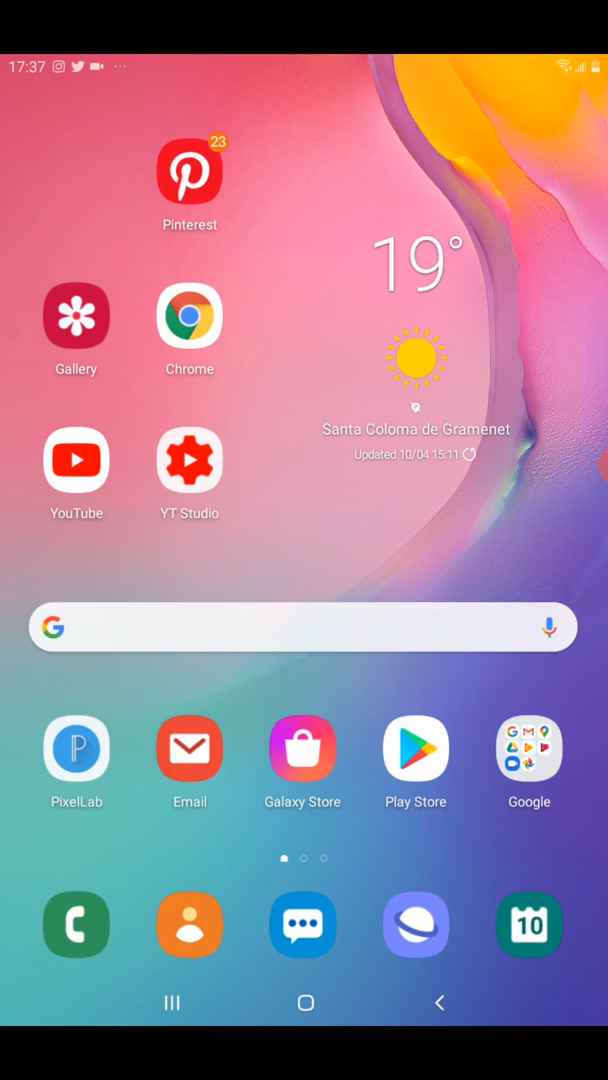 17:37
23
Pinterest
19°
Gallery
Chrome
Santa Coloma de Gramenet
Updated 10/04 15:11
YouTube
YT Studio
PixelLab
Email
Galaxy Store
Play Store
Google
10